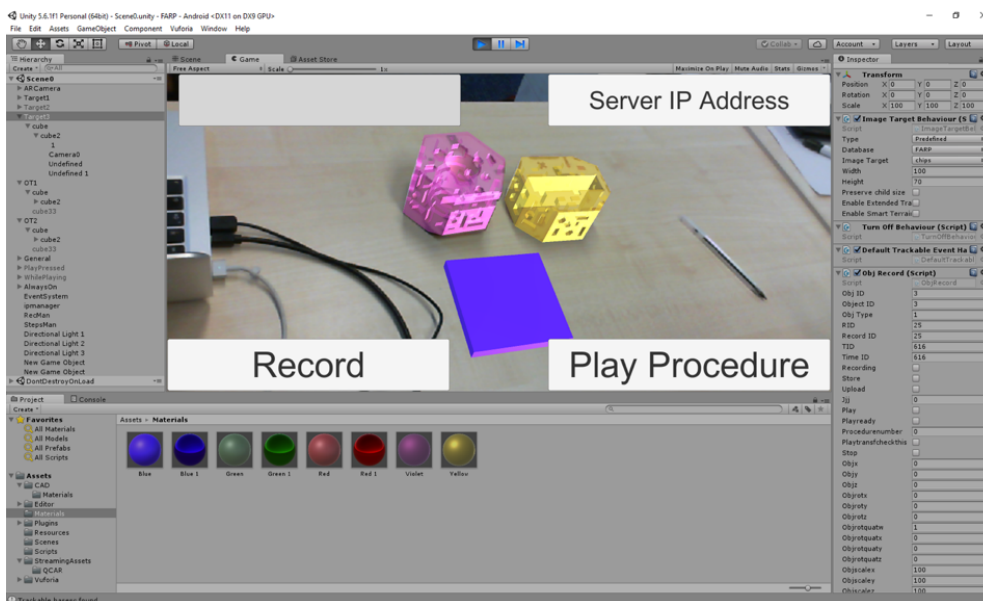 Unity 5.6.1f1 Personal (64bit) - Scene0.unity - FARP - Android <DX11 on DX9 GPU>
File Edit Assets GameObject Component Vuforia Window Help
Pivot Local Collab Account Layers Layout
Hierarchy
Create All
Scene0
ARCamera
Target1
Target2
Target3
cube
cube2
1
Camera0
Undefined
Undefined 1
OT1
cube
cube2
cube33
OT2
cube
cube2
cube33
General
PlayPressed
WhilePlaying
AlwaysOn
EventSystem
ipmanager
RecMan
StepsMan
Directional Light 1
Directional Light 2
Directional Light 3
New Game Object
New Game Object
DontDestroyOnLoad
Scene Game Asset Store
Free Aspect Scale 1x Maximize On Play Mute Audio Stats Gizmos
Server IP Address
Record
Play Procedure
Inspector
Transform
Position X 0 Y 0 Z 0
Rotation X 0 Y 0 Z 0
Scale X 100 Y 100 Z 100
Image Target Behaviour (S
Script ImageTargetBel
Type Predefined
Database FARP
Image Target chips
Width 100
Height 70
Preserve child size
Enable Extended Tra
Enable Smart Terrai
Turn Off Behaviour (Script)
Script TurnOffBehavior
Default Trackable Event Ha
Script DefaultTrackabl
Obj Record (Script)
Script ObjRecord
Obj ID 3
Object ID 3
Obj Type 1
RID 25
Record ID 25
TID 616
Time ID 616
Recording
Store
Upload
Jjj 0
Play
Playready
Procedurenumber 0
Playtransfcheckthis
Stop
Objx 0
Objy 0
Objz 0
Objrotx 0
Objroty 0
Objrotz 0
Objrotquatw 1
Objrotquatx 0
Objrotquaty 0
Objrotquatz 0
Objscalex 100
Objscaley 100
Objscalez 100
Project Console
Create
Favorites
All Materials
All Models
All Prefabs
All Scripts
Assets
CAD
Materials
Editor
Materials
Plugins
Resources
Scenes
Scripts
StreamingAssets
QCAR
Vuforia
Assets Materials
Blue Blue 1 Green Green 1 Red Red 1 Violet Yellow